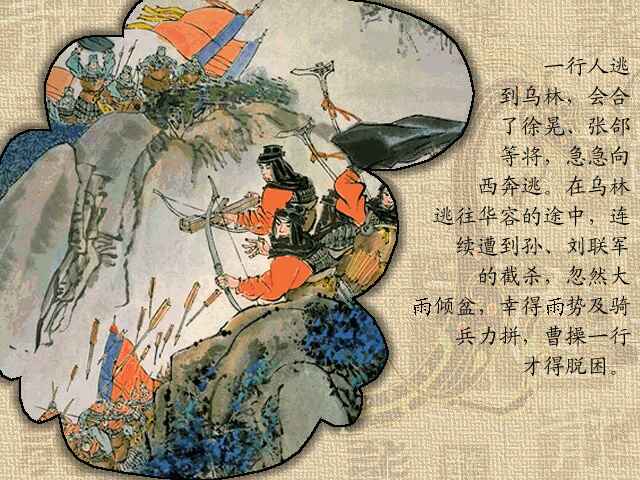 一行人逃
到乌林，会合
了徐晃、张郃
等将，急急向
西奔逃。在乌林
逃往华容的途中，连
续遭到孙、刘联军
的截杀，忽然大
雨倾盆，幸得雨势及骑
兵力拼，曹操一行
才得脱困。